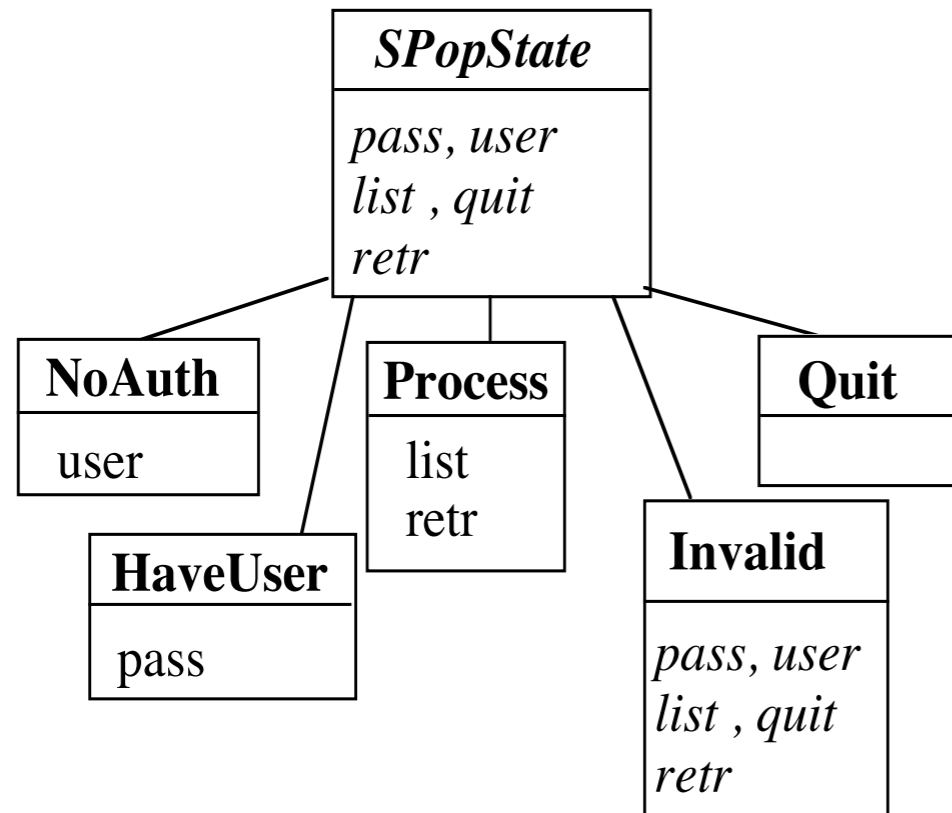 SPopState
pass, user
list , quit
retr
NoAuth
user
HaveUser
pass
Process
list
retr
Invalid
pass, user
list , quit
retr
Quit